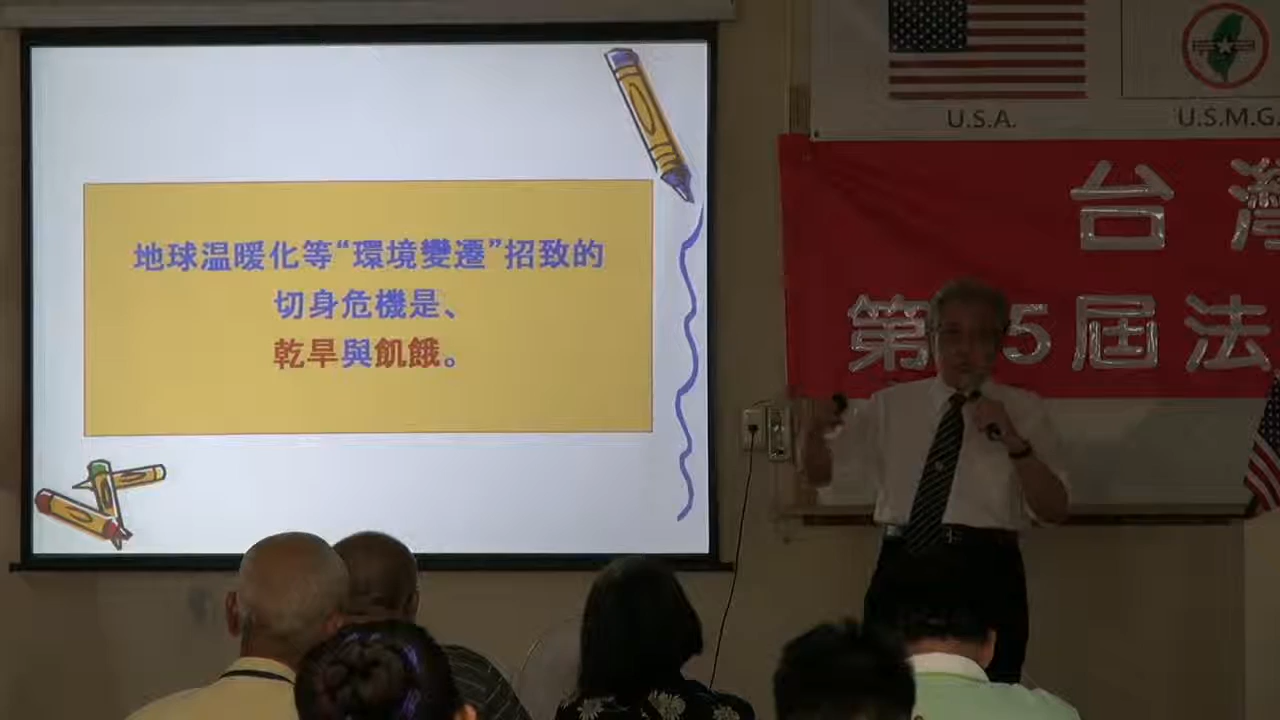 地球温暖化等“環境變遷”招致的
切身危機是、
乾旱與飢餓。
U.S.A.
U.S.M.G.
台灣
第 5屆法